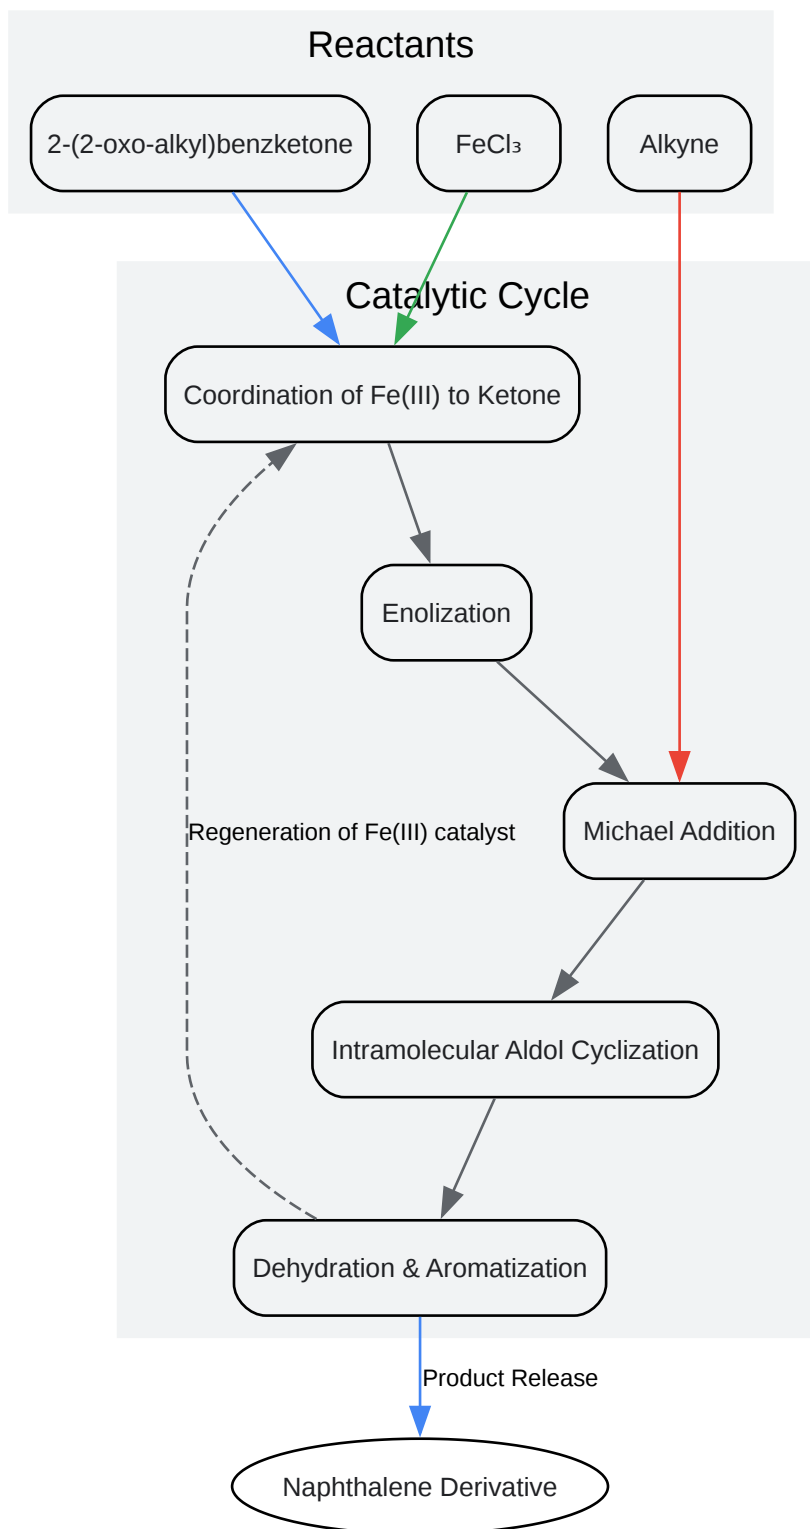 Reactants
2-(2-oxo-alkyl)benzketone
FeCl₃
Alkyne
Catalytic Cycle
Coordination of Fe(III) to Ketone
Enolization
Michael Addition
Regeneration of Fe(III) catalyst
Intramolecular Aldol Cyclization
Dehydration & Aromatization
Product Release
Naphthalene Derivative